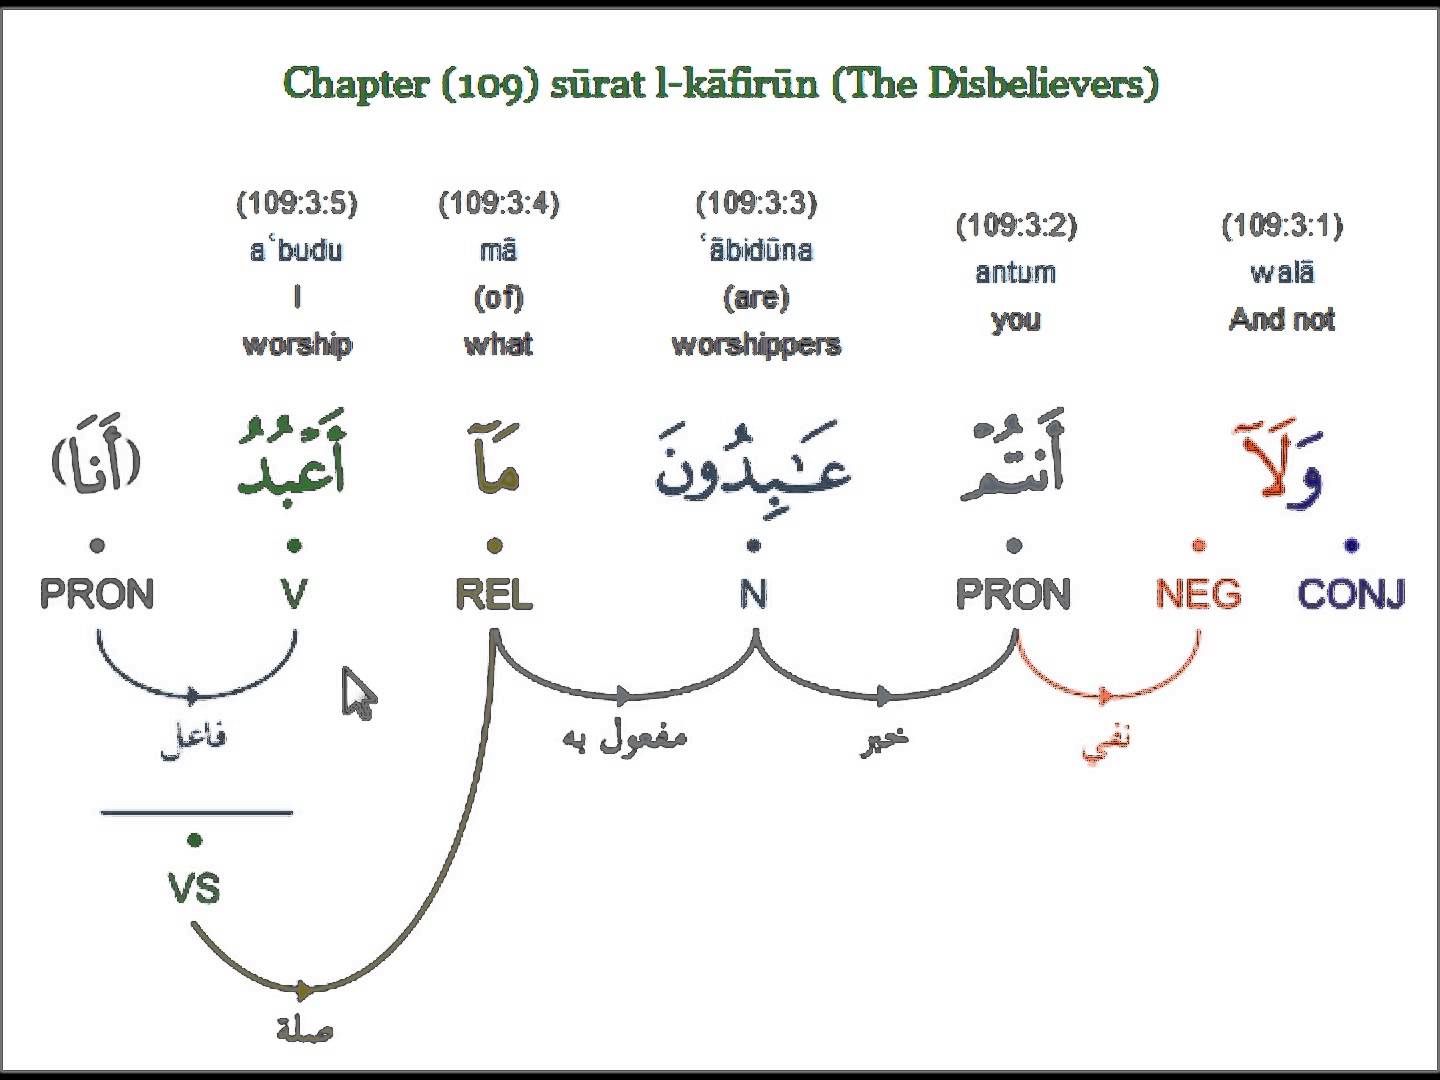 Chapter (109) sūrat l-kāfirūn (The Disbelievers)
(109:3:5) (109:3:4) (109:3:3) (109:3:2) (109:3:1)
aʿbudu mā ʿābidūna antum walā
I (of) (are) you And not
worship what worshippers
وَلَآ أَنتُمْ عَـٰبِدُونَ مَآ أَعْبُدُ (أَنَا)
PRON V REL N PRON NEG CONJ
نفي خبر مفعول به فاعل
VS
صلة